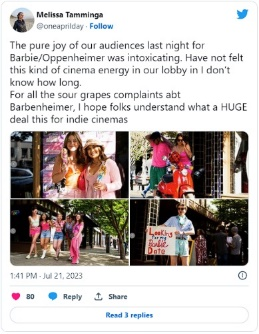 Melissa Tamminga
@oneaprilday · Follow
The pure joy of our audiences last night for
Barbie/Oppenheimer was intoxicating. Have not felt
this kind of cinema energy in our lobby in I don't
know how long.
For all the sour grapes complaints abt
Barbenheimer, I hope folks understand what a HUGE
deal this for indie cinemas
Looking
for my
Barbie
Date
1:41 PM · Jul 21, 2023
80 Reply Share
Read 3 replies